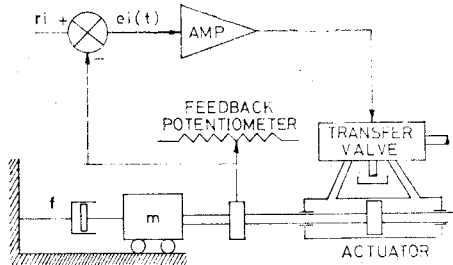 ri + ei(t) AMP
FEEDBACK
POTENTIOMETER
TRANSFER
VALVE
f m
ACTUATOR